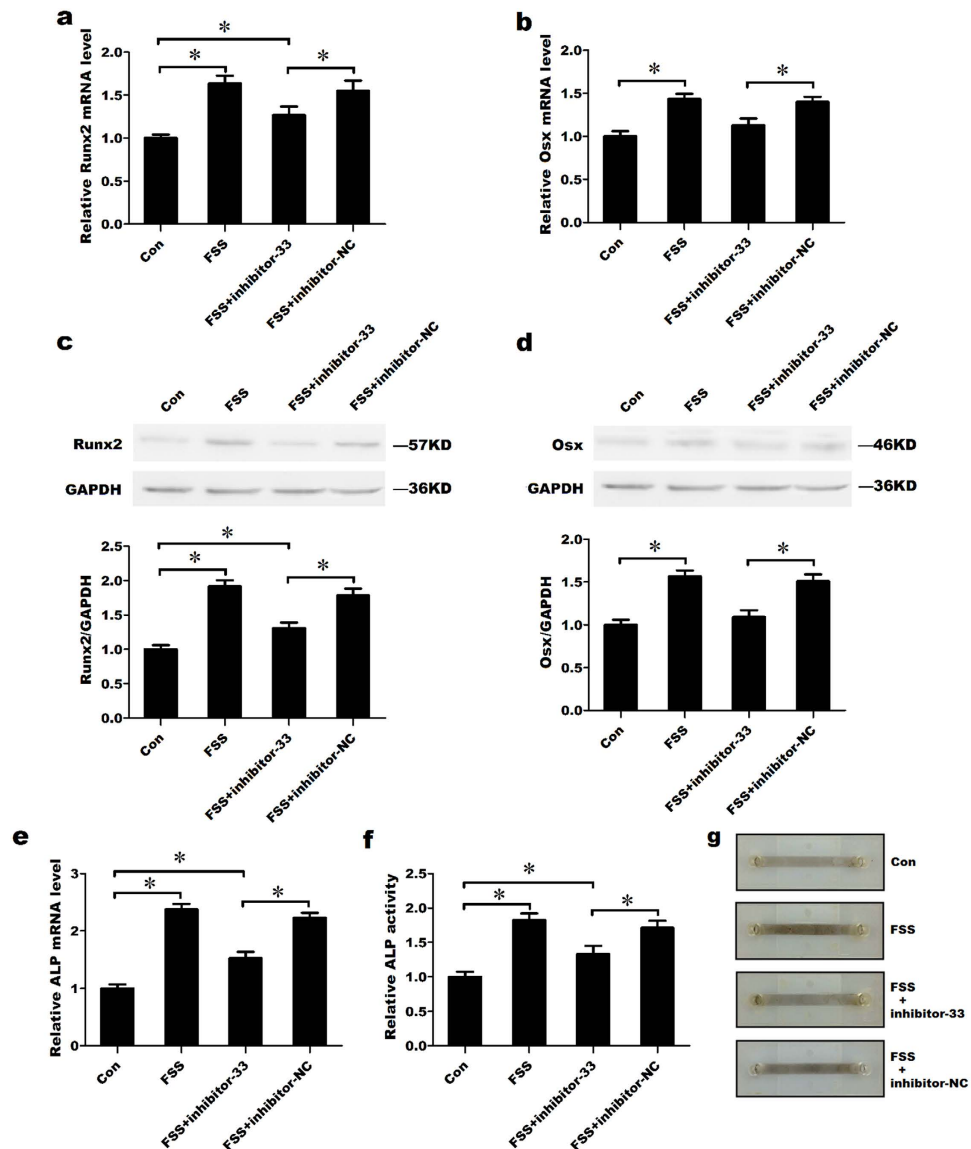 a
Relative Runx2 mRNA level
2.0
1.5
1.0
0.5
0.0
*
*
*
Con
FSS
FSS+inhibitor-33
FSS+inhibitor-NC
b
Relative Osx mRNA level
2.0
1.5
1.0
0.5
0.0
*
*
Con
FSS
FSS+inhibitor-33
FSS+inhibitor-NC
c
Con
FSS
FSS+inhibitor-33
FSS+inhibitor-NC
Runx2
—57KD
GAPDH
—36KD
Runx2/GAPDH
2.5
2.0
1.5
1.0
0.5
0.0
*
*
*
Con
FSS
FSS+inhibitor-33
FSS+inhibitor-NC
d
Con
FSS
FSS+inhibitor-33
FSS+inhibitor-NC
Osx
—46KD
GAPDH
—36KD
Osx/GAPDH
2.0
1.5
1.0
0.5
0.0
*
*
Con
FSS
FSS+inhibitor-33
FSS+inhibitor-NC
e
Relative ALP mRNA level
3
2
1
0
*
*
*
Con
FSS
FSS+inhibitor-33
FSS+inhibitor-NC
f
Relative ALP activity
2.5
2.0
1.5
1.0
0.5
0.0
*
*
*
Con
FSS
FSS+inhibitor-33
FSS+inhibitor-NC
g
Con
FSS
FSS
+
inhibitor-33
FSS
+
inhibitor-NC